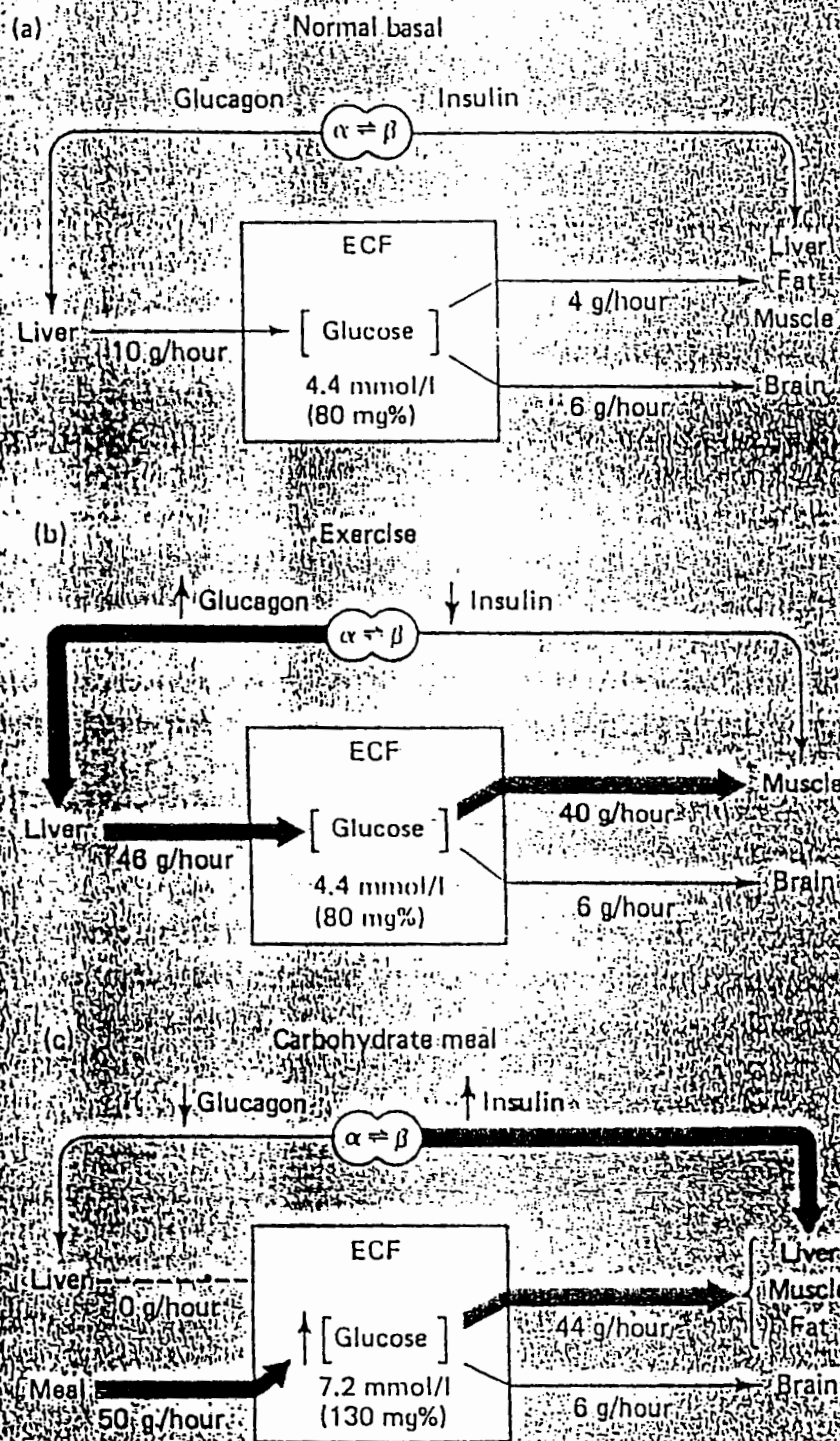 (a) Normal basal
Glucagon Insulin
α ⇌ β
ECF
Liver
Fat
4 g/hour
Muscle
Liver
[ Glucose ]
10 g/hour
4.4 mmol/l
Brain
(80 mg%)
6 g/hour
(b) Exercise
↑ Glucagon ↓ Insulin
α ⇌ β
ECF
Muscle
40 g/hour
Liver
[ Glucose ]
46 g/hour
4.4 mmol/l
Brain
(80 mg%)
6 g/hour
(c) Carbohydrate meal
↓ Glucagon ↑ Insulin
α ⇌ β
ECF
Liver
Liver
Muscle
0 g/hour
↑ [ Glucose ]
44 g/hour
Fat
Meal
7.2 mmol/l
Brain
50 g/hour
(130 mg%)
6 g/hour